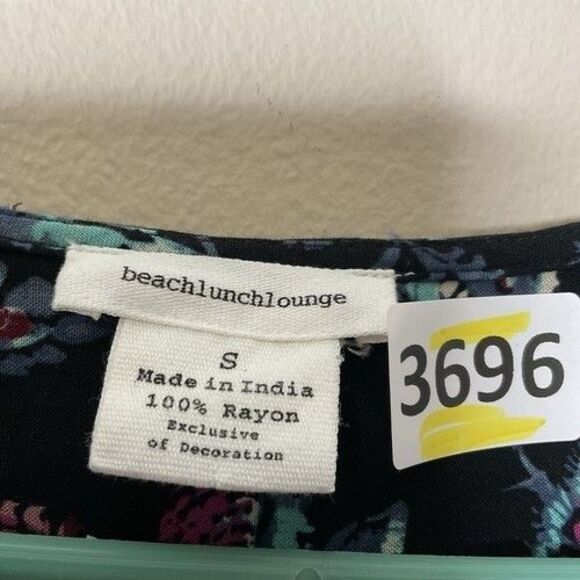 beachlunchlounge
S
Made in India
100% Rayon
Exclusive
of Decoration
3696